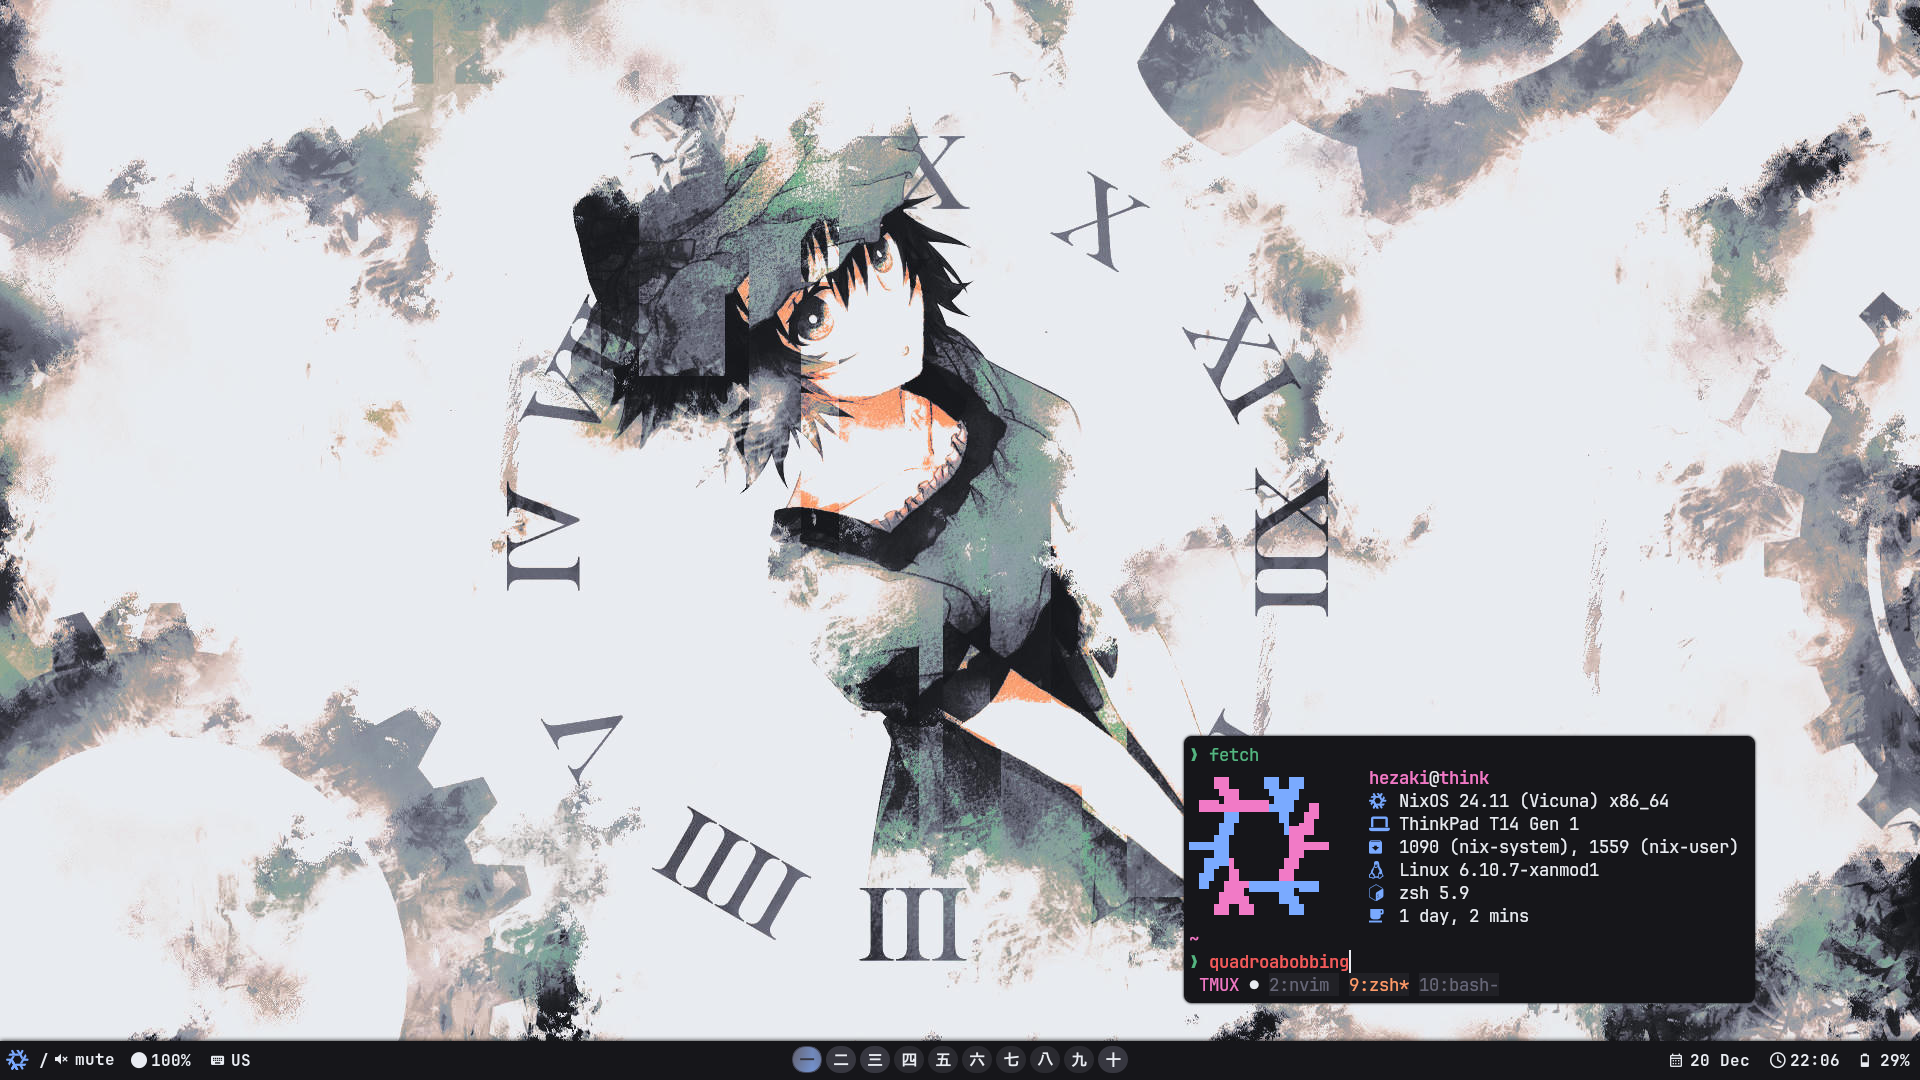 12
X
X
XI
XII
I
VI
IV
V
IIII
III
❯ fetch
hezaki@think
NixOS 24.11 (Vicuna) x86_64
ThinkPad T14 Gen 1
1090 (nix-system), 1559 (nix-user)
Linux 6.10.7-xanmod1
zsh 5.9
1 day, 2 mins
~
❯ quadroabobbing
TMUX ● 2:nvim 9:zsh* 10:bash-
/ mute 100% US
一 二 三 四 五 六 七 八 九 十
20 Dec 22:06 29%